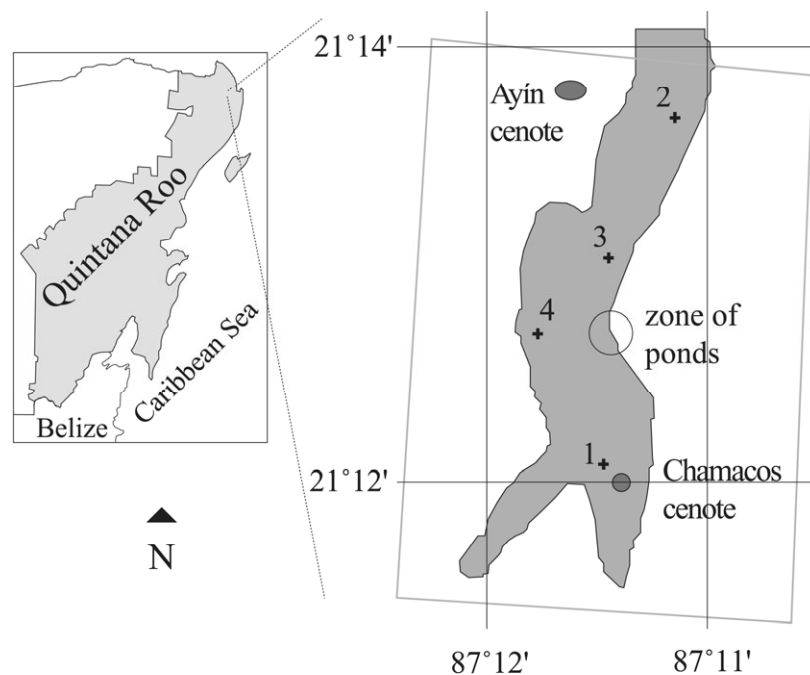 Quintana Roo
Caribbean Sea
Belize
N
21˚14'
Ayín
cenote
2
3
4
zone of
ponds
1
21˚12'
Chamacos
cenote
87˚12'
87˚11'